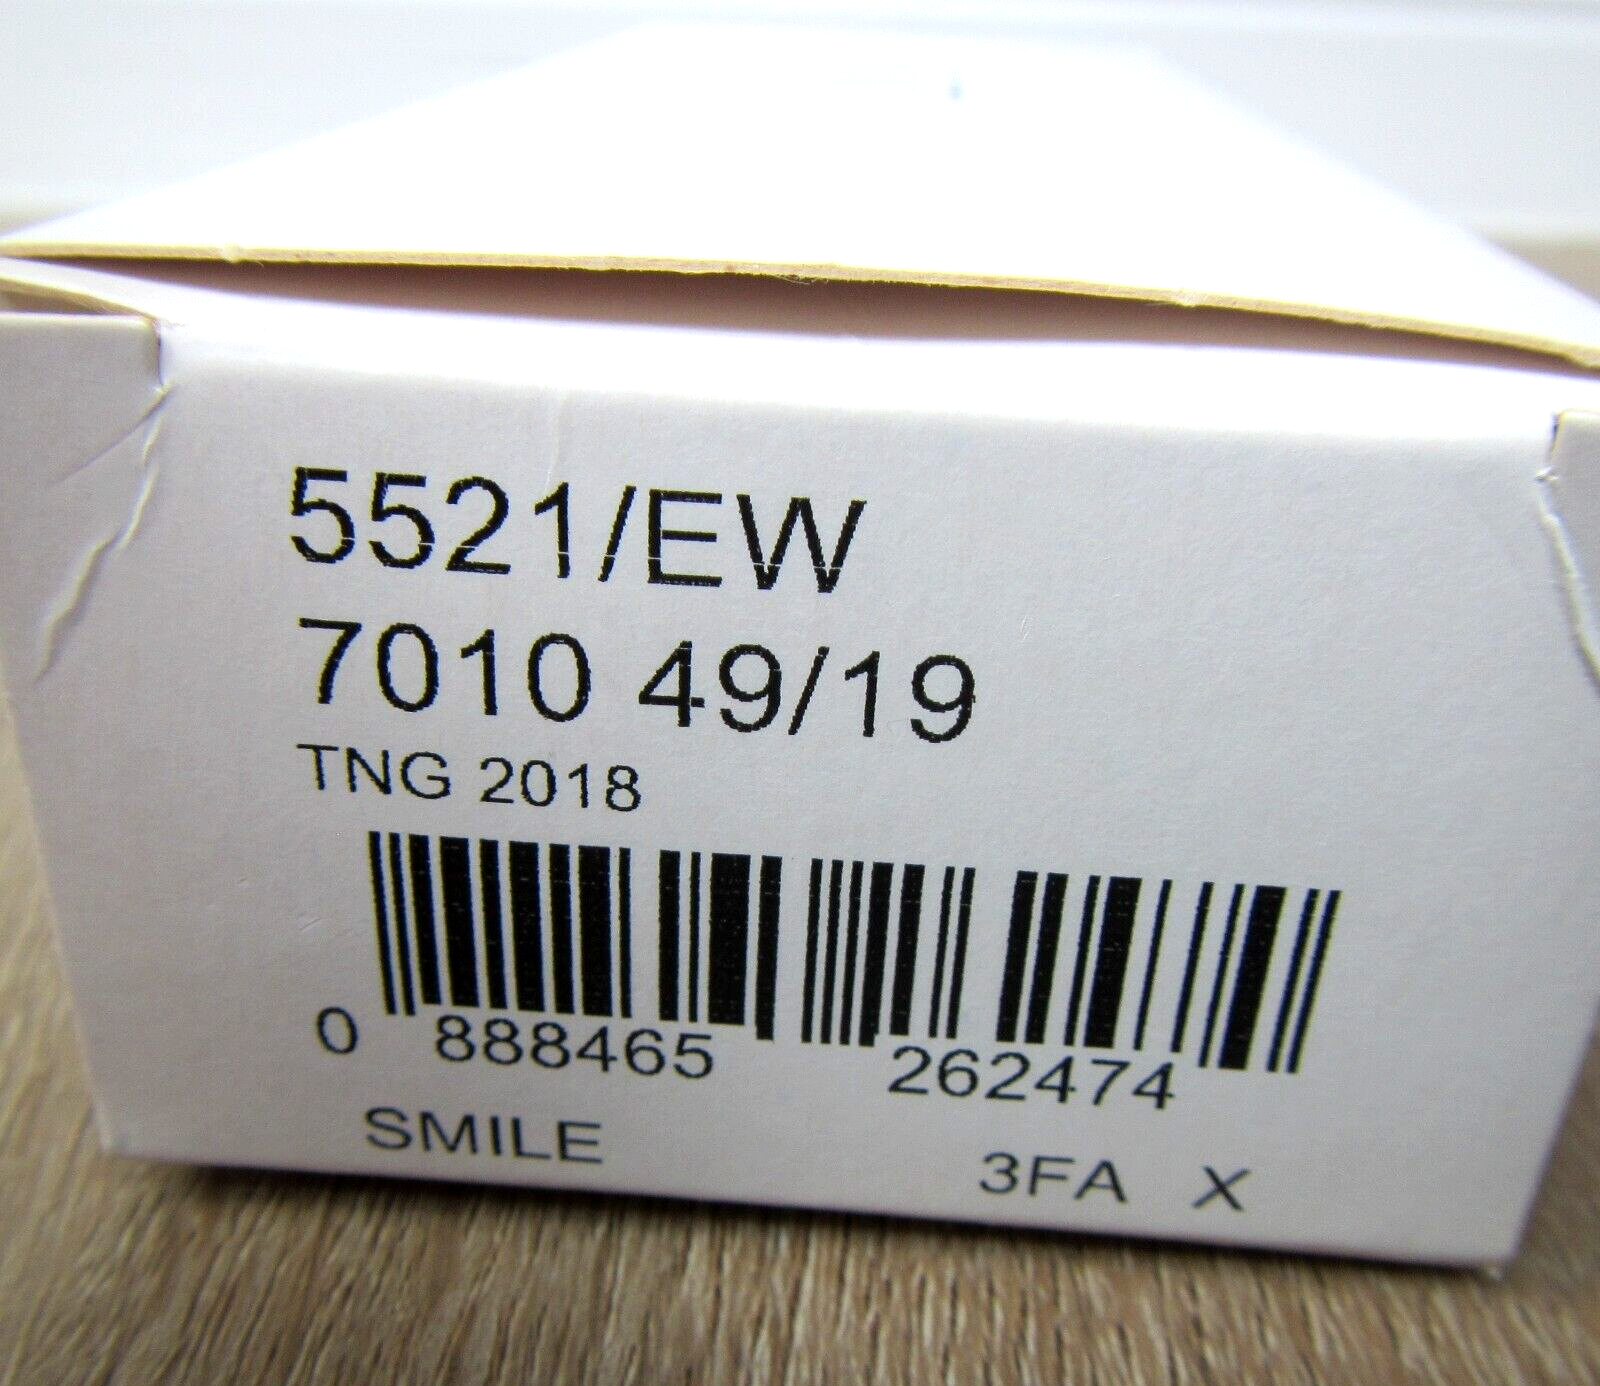 5521/EW
7010 49/19
TNG 2018
0 888465 262474
SMILE 3FA X